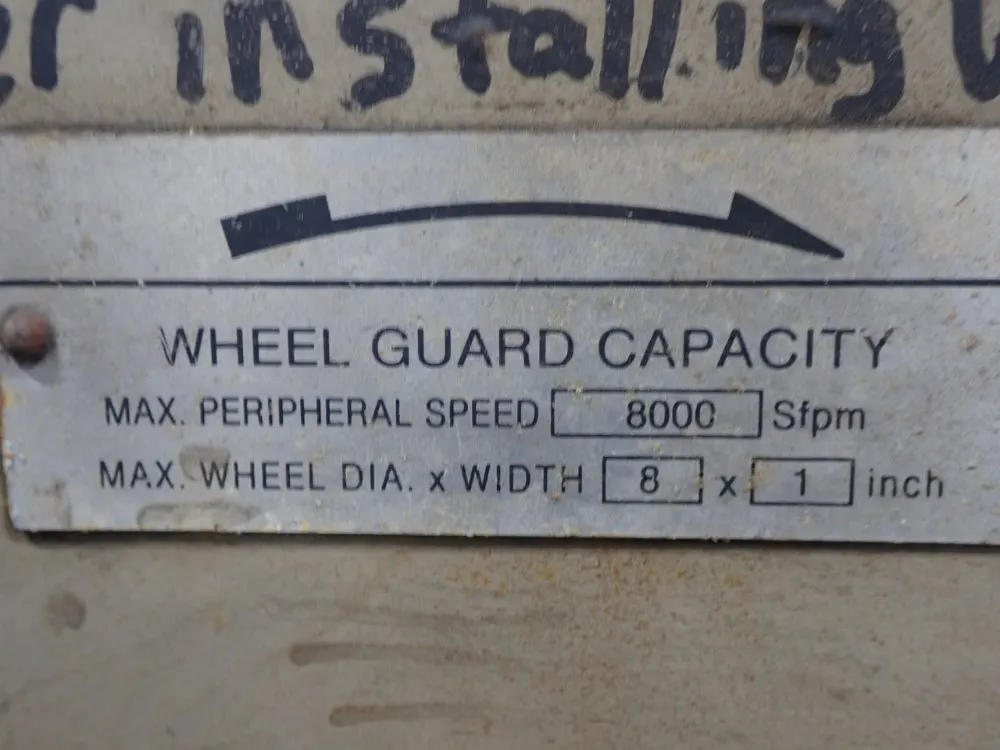 installing
WHEEL GUARD CAPACITY
MAX. PERIPHERAL SPEED 8000 Sfpm
MAX. WHEEL DIA. x WIDTH 8 x 1 inch